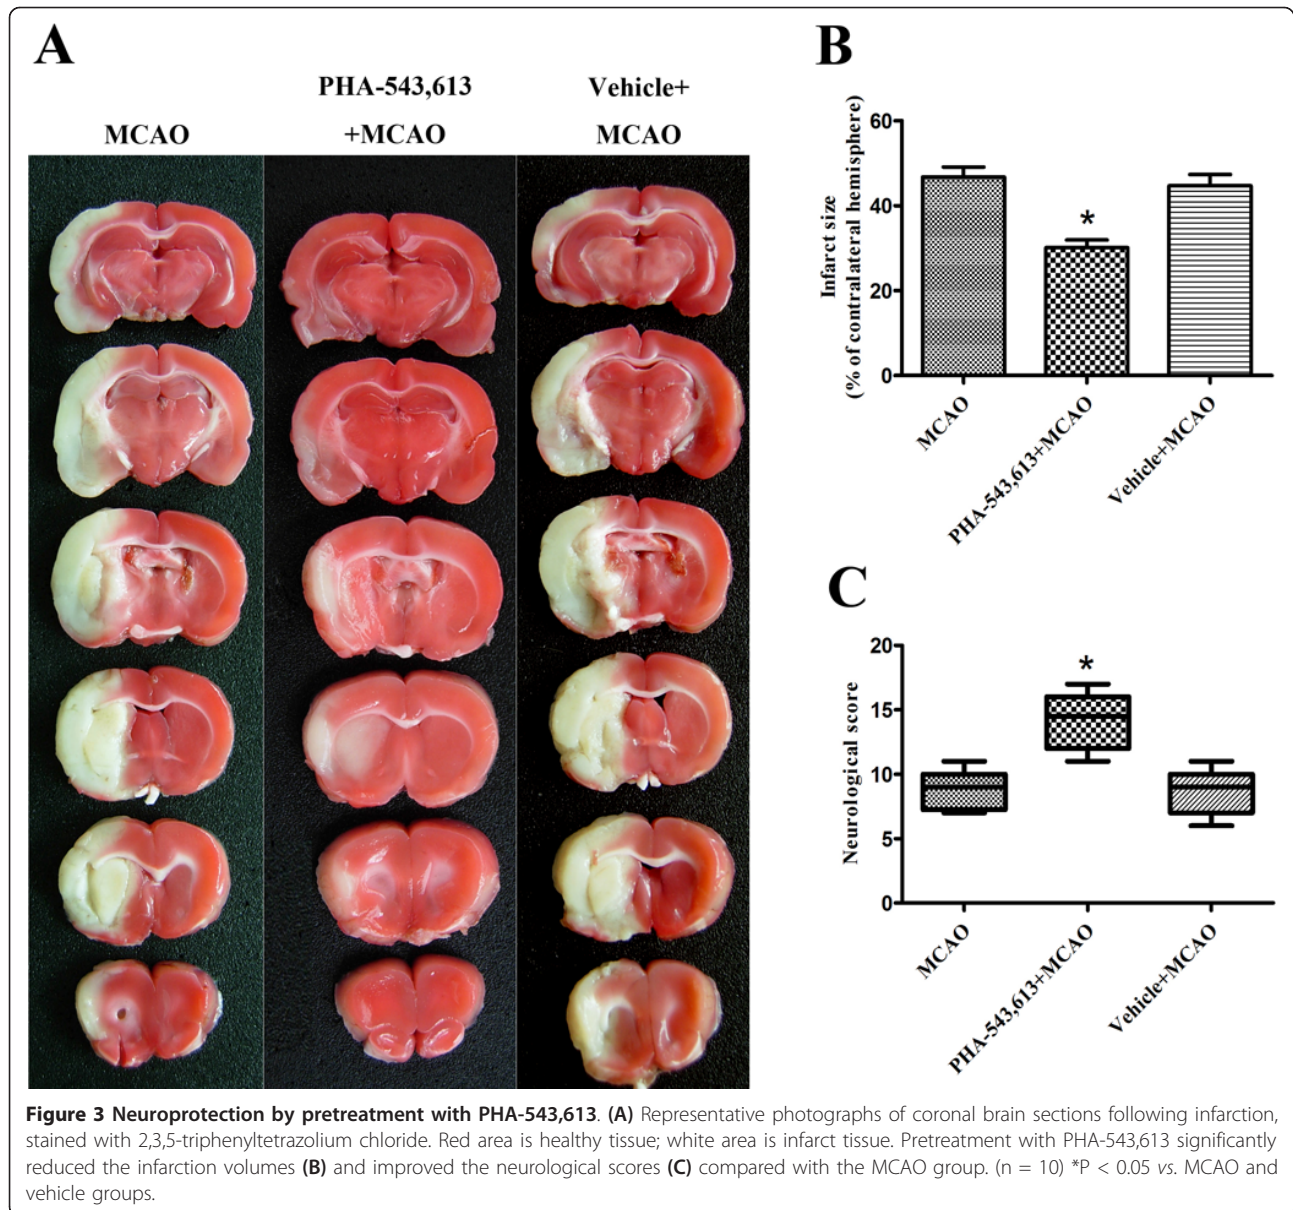 A
MCAO
PHA-543,613
+MCAO
Vehicle+
MCAO
B
Infarct size
(% of contralateral hemisphere)
60
40
20
0
*
MCAO
PHA-543,613+MCAO
Vehicle+MCAO
C
Neurological score
20
15
10
5
0
*
MCAO
PHA-543,613+MCAO
Vehicle+MCAO
Figure 3 Neuroprotection by pretreatment with PHA-543,613. (A) Representative photographs of coronal brain sections following infarction,
stained with 2,3,5-triphenyltetrazolium chloride. Red area is healthy tissue; white area is infarct tissue. Pretreatment with PHA-543,613 significantly
reduced the infarction volumes (B) and improved the neurological scores (C) compared with the MCAO group. (n = 10) *P < 0.05 vs. MCAO and
vehicle groups.